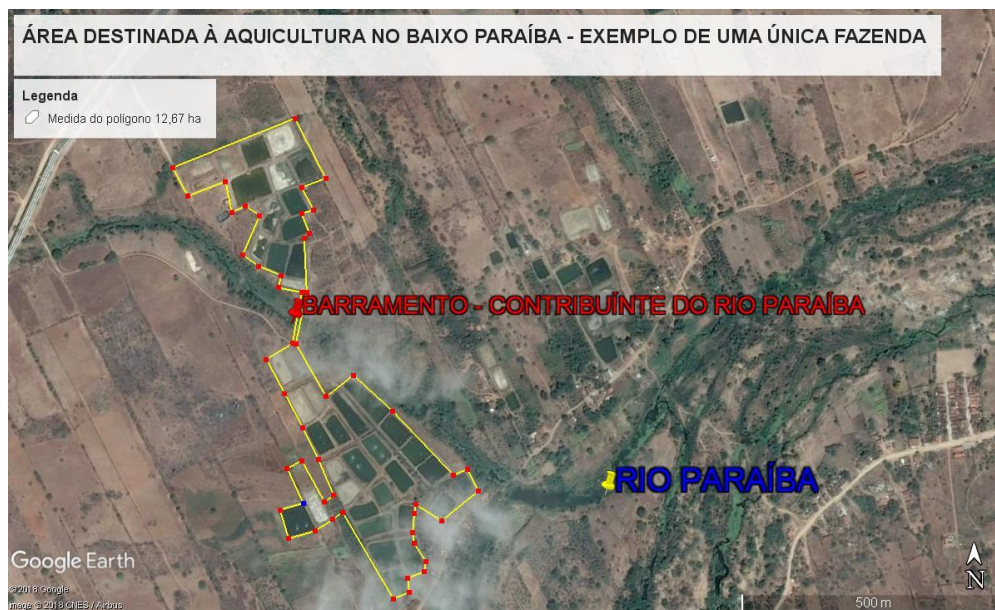 ÁREA DESTINADA À AQUICULTURA NO BAIXO PARAÍBA - EXEMPLO DE UMA ÚNICA FAZENDA
Legenda
Medida do polígono 12,67 ha
BARRAMENTO - CONTRIBUÍNTE DO RIO PARAÍBA
RIO PARAÍBA
Google Earth
©2018 Google
Image © 2018 CNES / Airbus
N
500 m